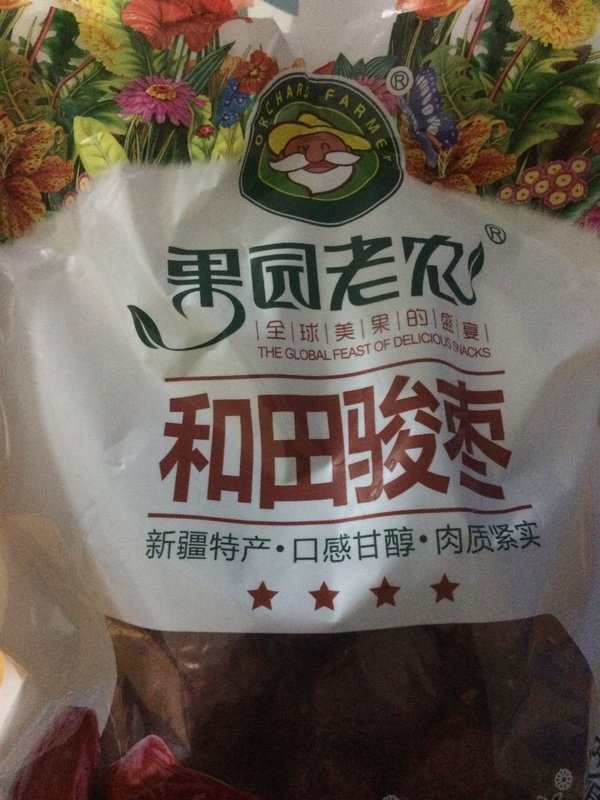 ®
ORCHARD FARMER
果园老农®
全球美果的盛宴
THE GLOBAL FEAST OF DELICIOUS SNACKS
和田骏枣
新疆特产·口感甘醇·肉质紧实